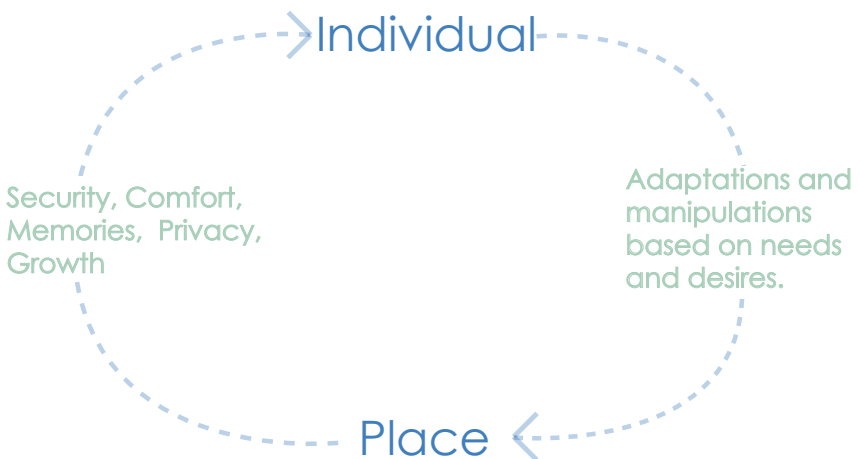 Individual
Security, Comfort,
Memories,  Privacy,
Growth
Adaptations and
manipulations
based on needs
and desires.
Place